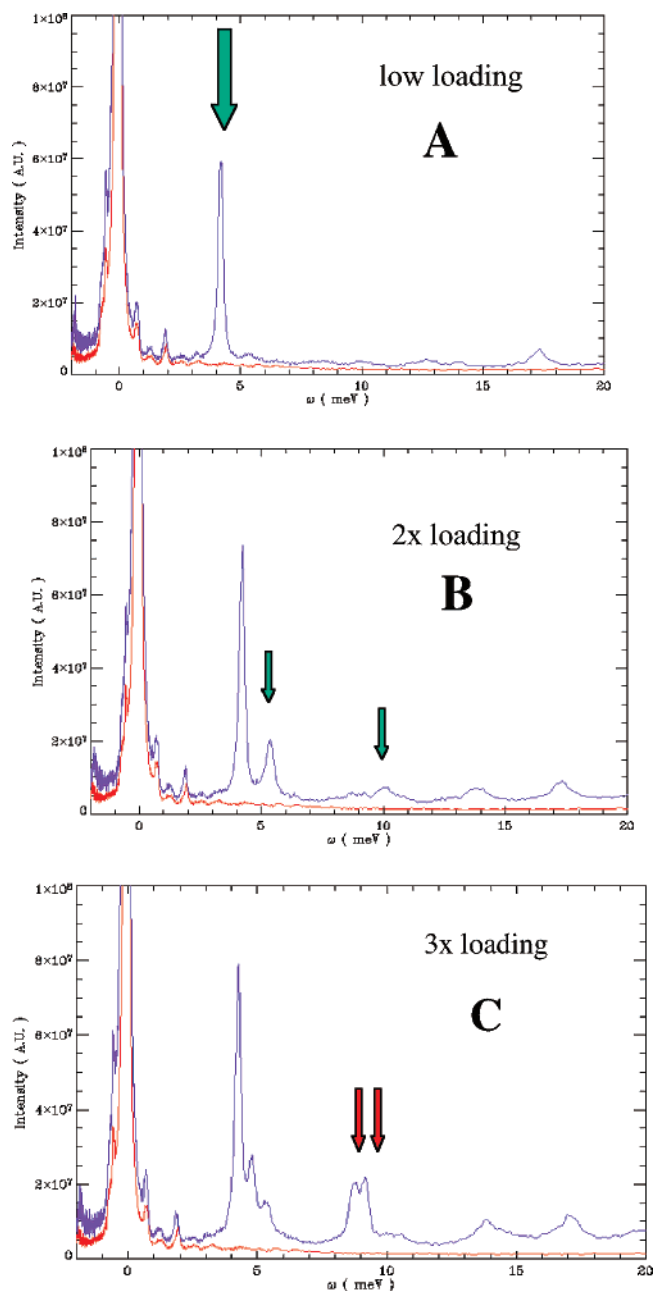 1×10⁸
8×10⁷
6×10⁷
4×10⁷
2×10⁷
0
Intensity ( A.U. )
low loading
A
0 5 10 15 20
ω ( meV )
1×10⁸
8×10⁷
6×10⁷
4×10⁷
2×10⁷
0
Intensity ( A.U. )
2x loading
B
0 5 10 15 20
ω ( meV )
1×10⁸
8×10⁷
6×10⁷
4×10⁷
2×10⁷
0
Intensity ( A.U. )
3x loading
C
0 5 10 15 20
ω ( meV )